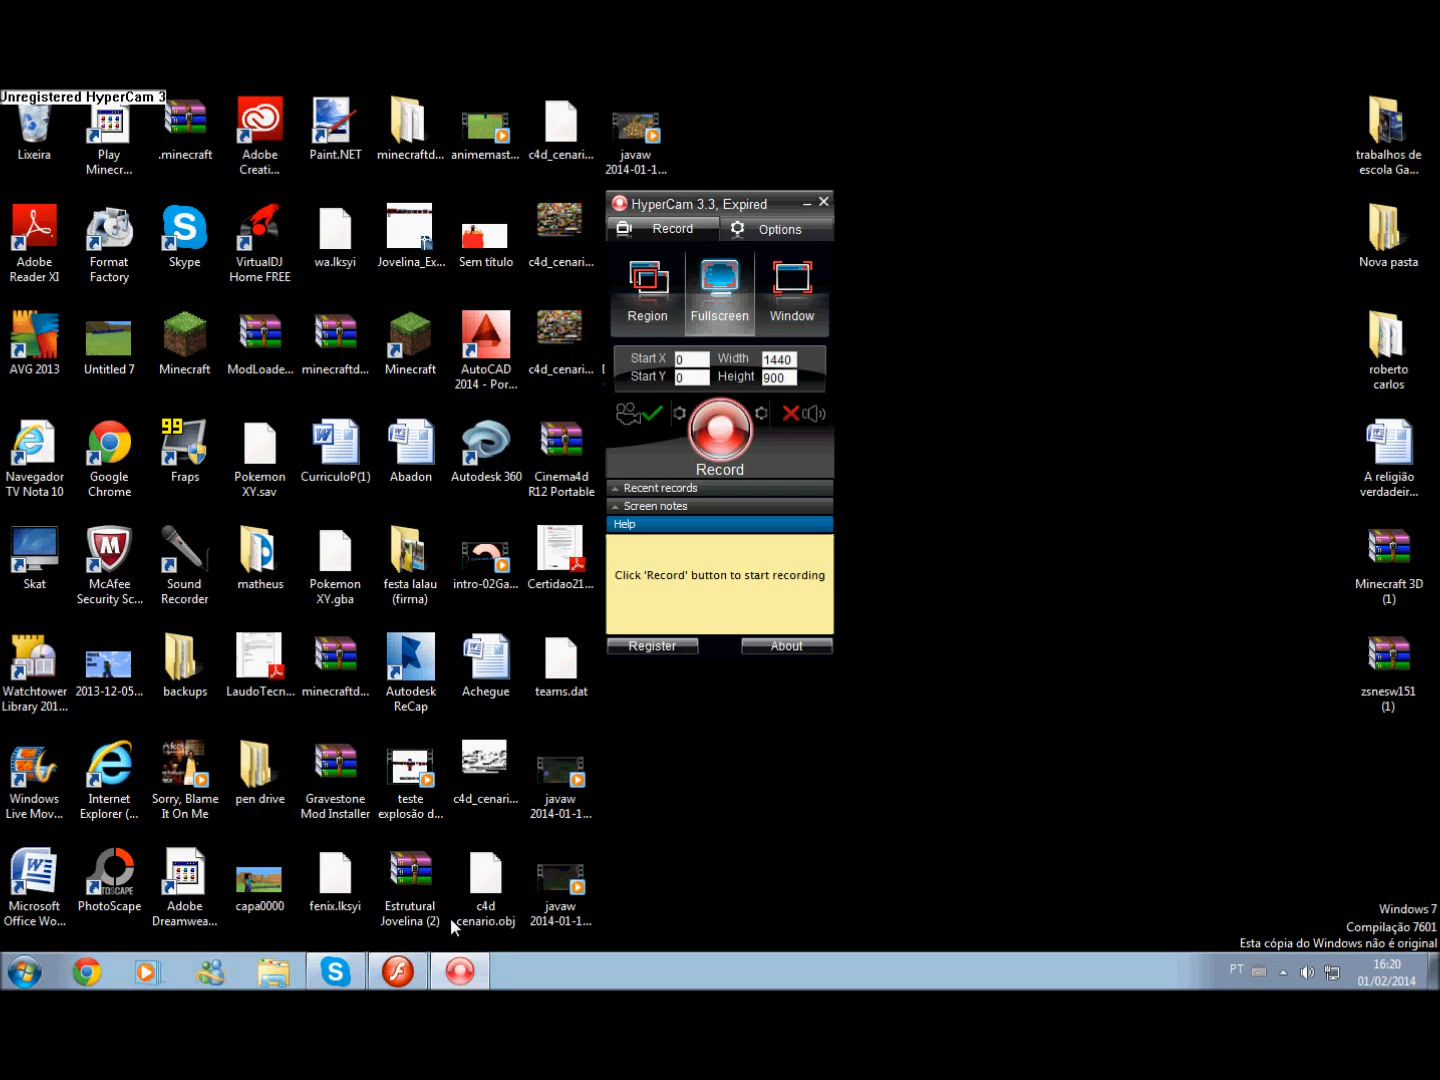 Unregistered HyperCam 3
Lixeira
Play
Minecr...
.minecraft
Adobe
Creati...
Paint.NET
minecraftd...
animemast...
c4d_cenari...
javaw
2014-01-1...
Adobe
Reader XI
Format
Factory
Skype
VirtualDJ
Home FREE
wa.lksyi
Jovelina_Ex...
Sem título
c4d_cenari...
AVG 2013
Untitled 7
Minecraft
ModLoade...
minecraftd...
Minecraft
AutoCAD
2014 - Por...
c4d_cenari...
Navegador
TV Nota 10
Google
Chrome
99
Fraps
Pokemon
XY.sav
CurriculoP(1)
Abadon
Autodesk 360
Cinema4d
R12 Portable
Skat
McAfee
Security Sc...
Sound
Recorder
matheus
Pokemon
XY.gba
festa lalau
(firma)
intro-02Ga...
Certidao21...
Watchtower
Library 201...
2013-12-05...
backups
LaudoTecn...
minecraftd...
Autodesk
ReCap
Achegue
teams.dat
Windows
Live Mov...
Internet
Explorer (...
Sorry, Blame
It On Me
pen drive
Gravestone
Mod Installer
teste
explosão d...
c4d_cenari...
javaw
2014-01-1...
Microsoft
Office Wo...
PHOTOSCAPE
PhotoScape
Adobe
Dreamwea...
capa0000
fenix.lksyi
Estrutural
Jovelina (2)
c4d
cenario.obj
javaw
2014-01-1...
HyperCam 3.3, Expired
Record
Options
Region
Fullscreen
Window
Start X 0 Width 1440
Start Y 0 Height 900
Record
Recent records
Screen notes
Help
Click 'Record' button to start recording
Register
About
trabalhos de
escola Ga...
Nova pasta
roberto
carlos
A religião
verdadeir...
Minecraft 3D
(1)
zsnesw151
(1)
Windows 7
Compilação 7601
Esta cópia do Windows não é original
PT
16:20
01/02/2014